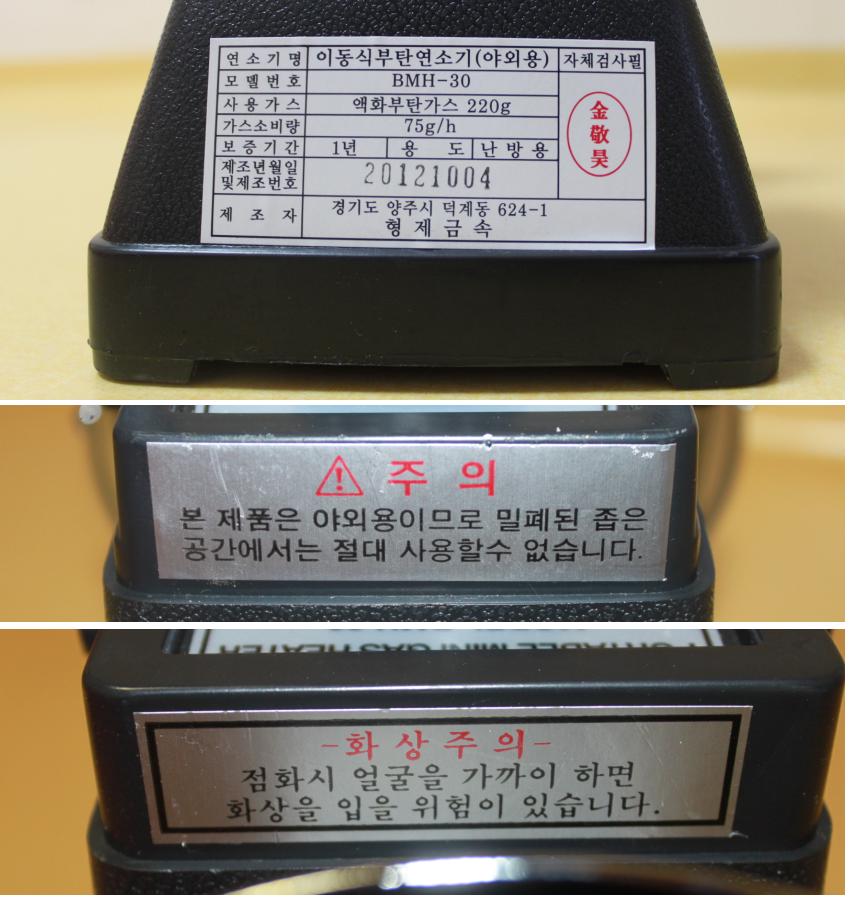 연소기명 이동식부탄연소기(야외용) 자체검사필
모델번호 BMH-30
사용가스 액화부탄가스 220g
가스소비량 75g/h
보증기간 1년 용도 난방용
제조년월일
및제조번호 20121004
金
敬
昊
제조자 경기도 양주시 덕계동 624-1
형제금속
주의
본 제품은 야외용이므로 밀폐된 좁은
공간에서는 절대 사용할수 없습니다.
PORTABLE MINI GAS HEATER
-화상주의-
점화시 얼굴을 가까이 하면
화상을 입을 위험이 있습니다.